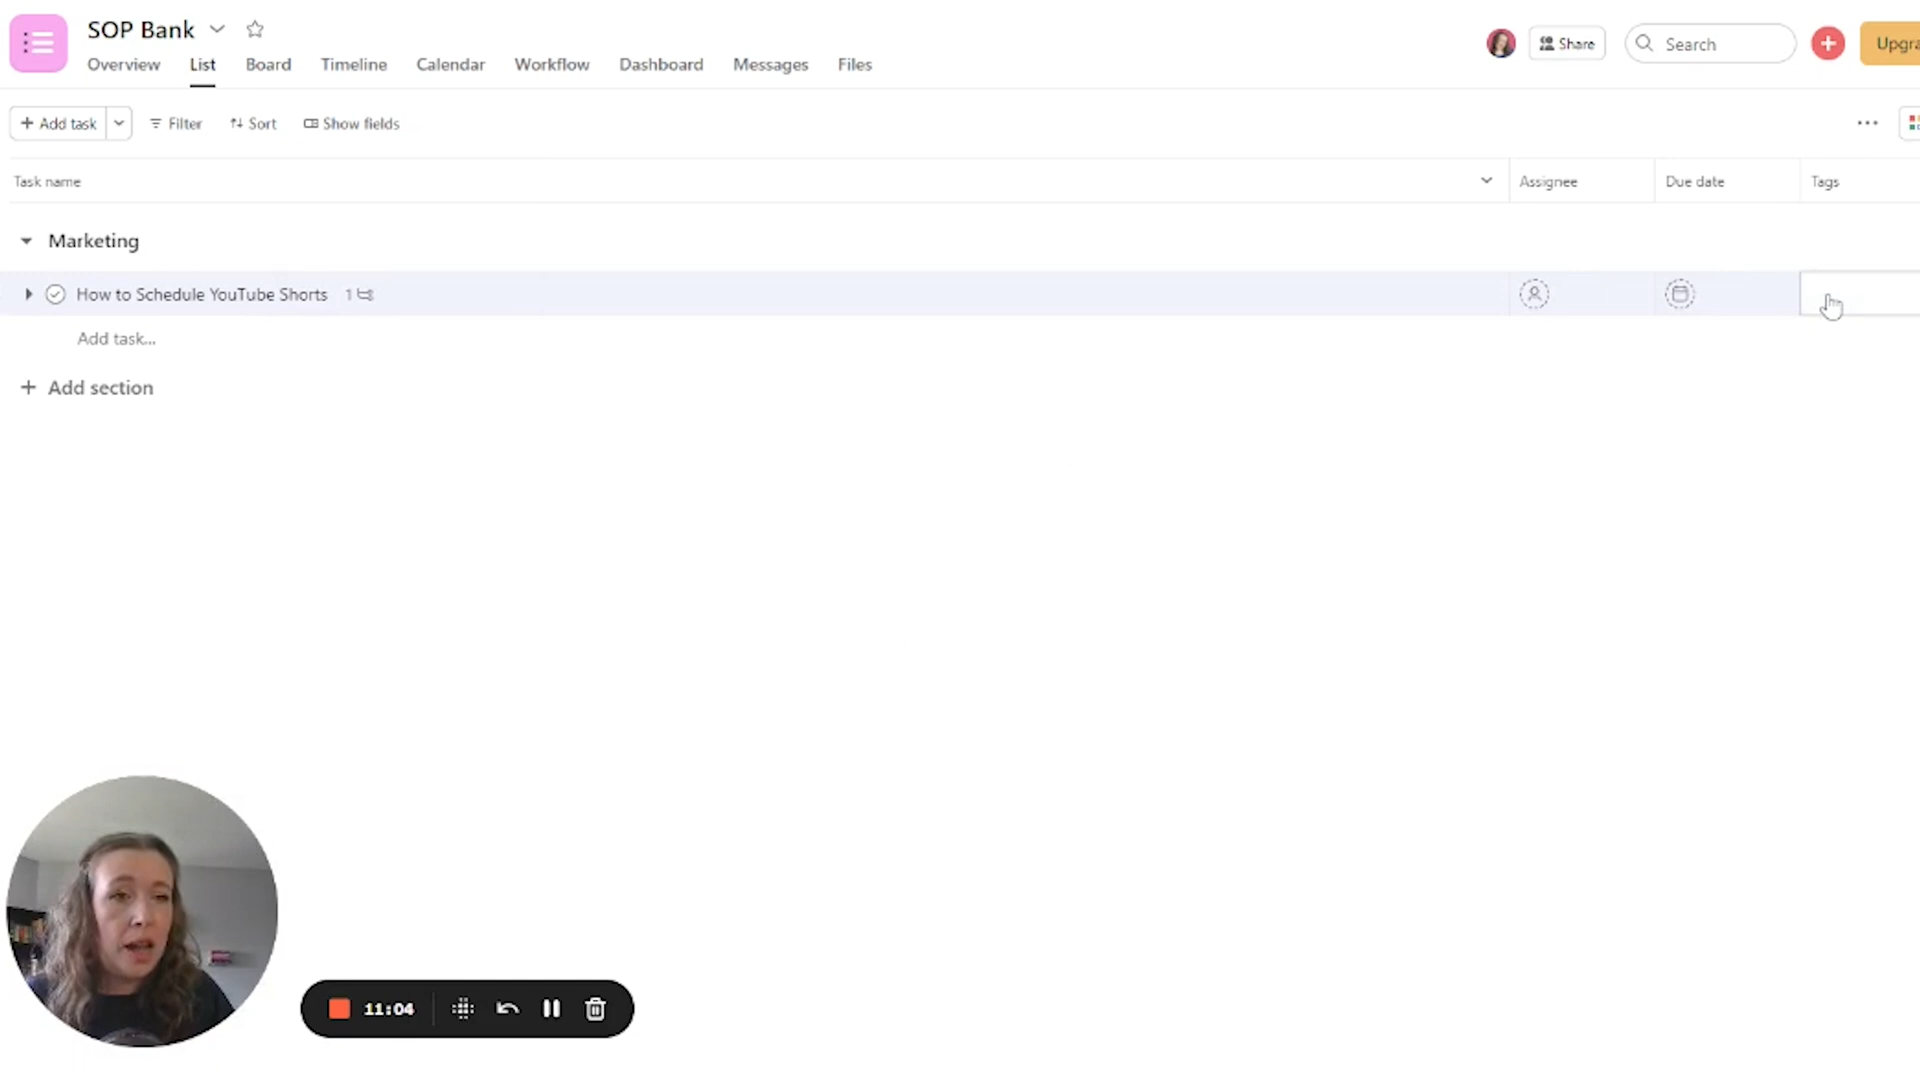 SOP Bank
Share
Search
Upgra
Overview
List
Board
Timeline
Calendar
Workflow
Dashboard
Messages
Files
+ Add task
Filter
Sort
Show fields
Task name
Assignee
Due date
Tags
Marketing
How to Schedule YouTube Shorts 1
Add task...
+ Add section
11:04